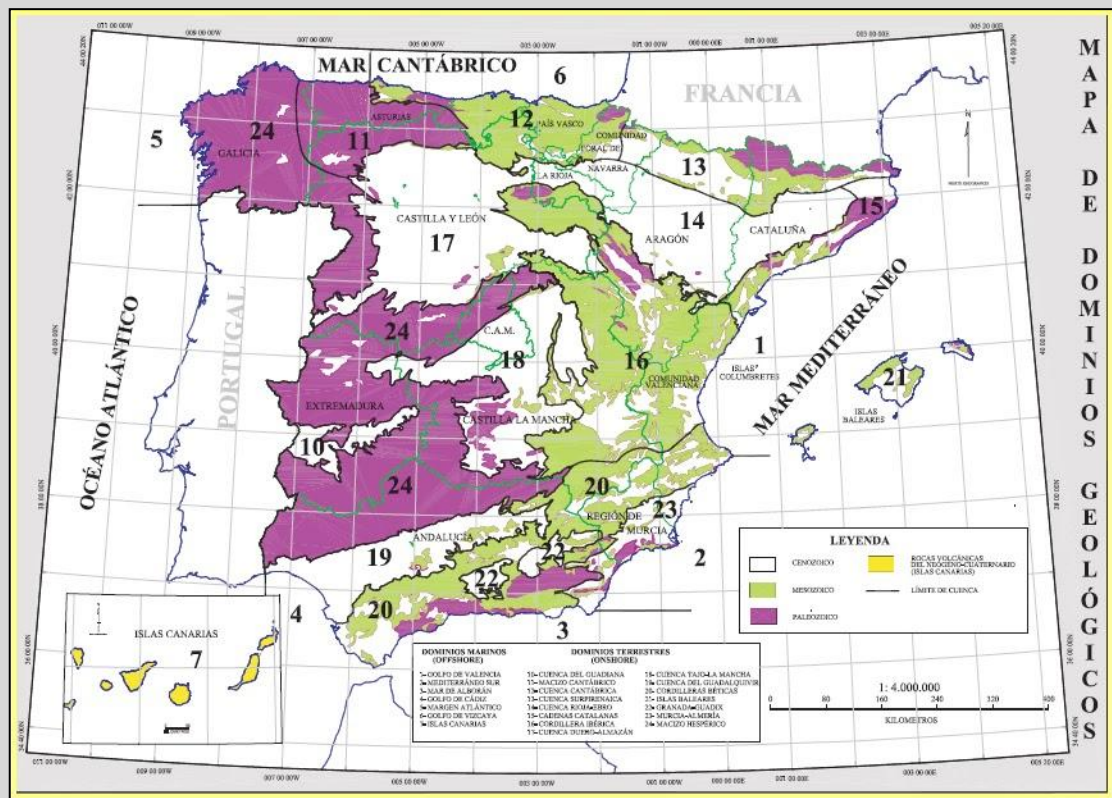 MAPA DE DOMINIOS GEOLÓGICOS
MAR CANTÁBRICO
6
FRANCIA
5
24
GALICIA
11
ASTURIAS
12
PAÍS VASCO
COMUNIDAD
FORAL DE
NAVARRA
LA RIOJA
13
14
15
CASTILLA Y LEÓN
17
ARAGÓN
CATALUÑA
OCÉANO ATLÁNTICO
PORTUGAL
24
C.A.M.
18
16
1
ISLAS
COLUMBRETES
MAR MEDITERRÁNEO
21
ISLAS
BALEARES
COMUNIDAD
VALENCIANA
EXTREMADURA
CASTILLA LA MANCHA
10
24
20
REGIÓN DE
MURCIA
23
ANDALUCÍA
19
22
22
2
20
4
3
ISLAS CANARIAS
7
LEYENDA
CENOZOICO
MESOZOICO
PALEOZOICO
ROCAS VOLCÁNICAS
DEL NEOGENO-CUATERNARIO
(ISLAS CANARIAS)
LÍMITE DE CUENCA
DOMINIOS MARINOS
(OFFSHORE)
1- GOLFO DE VALENCIA
2- MEDITERRÁNEO SUR
3- MAR DE ALBORÁN
4- GOLFO DE CÁDIZ
5- MARGEN ATLÁNTICO
6- GOLFO DE VIZCAYA
7- ISLAS CANARIAS
DOMINIOS TERRESTRES
(ONSHORE)
10- CUENCA DEL GUADIANA
11- MACIZO CANTÁBRICO
12- CUENCA CANTÁBRICA
13- CUENCA SURPIRENAICA
14- CUENCA RIOJA-EBRO
15- CADENAS CATALANAS
16- CORDILLERA IBÉRICA
17- CUENCA DUERO-ALMAZÁN
18- CUENCA TAJO-LA MANCHA
19- CUENCA DEL GUADALQUIVIR
20- CORDILLERAS BÉTICAS
21- ISLAS BALEARES
22- GRANADA-GUADIX
23- MURCIA-ALMERÍA
24- MACIZO HESPÉRICO
1: 4.000.000
0 80 160 240 320 400
KILOMETROS